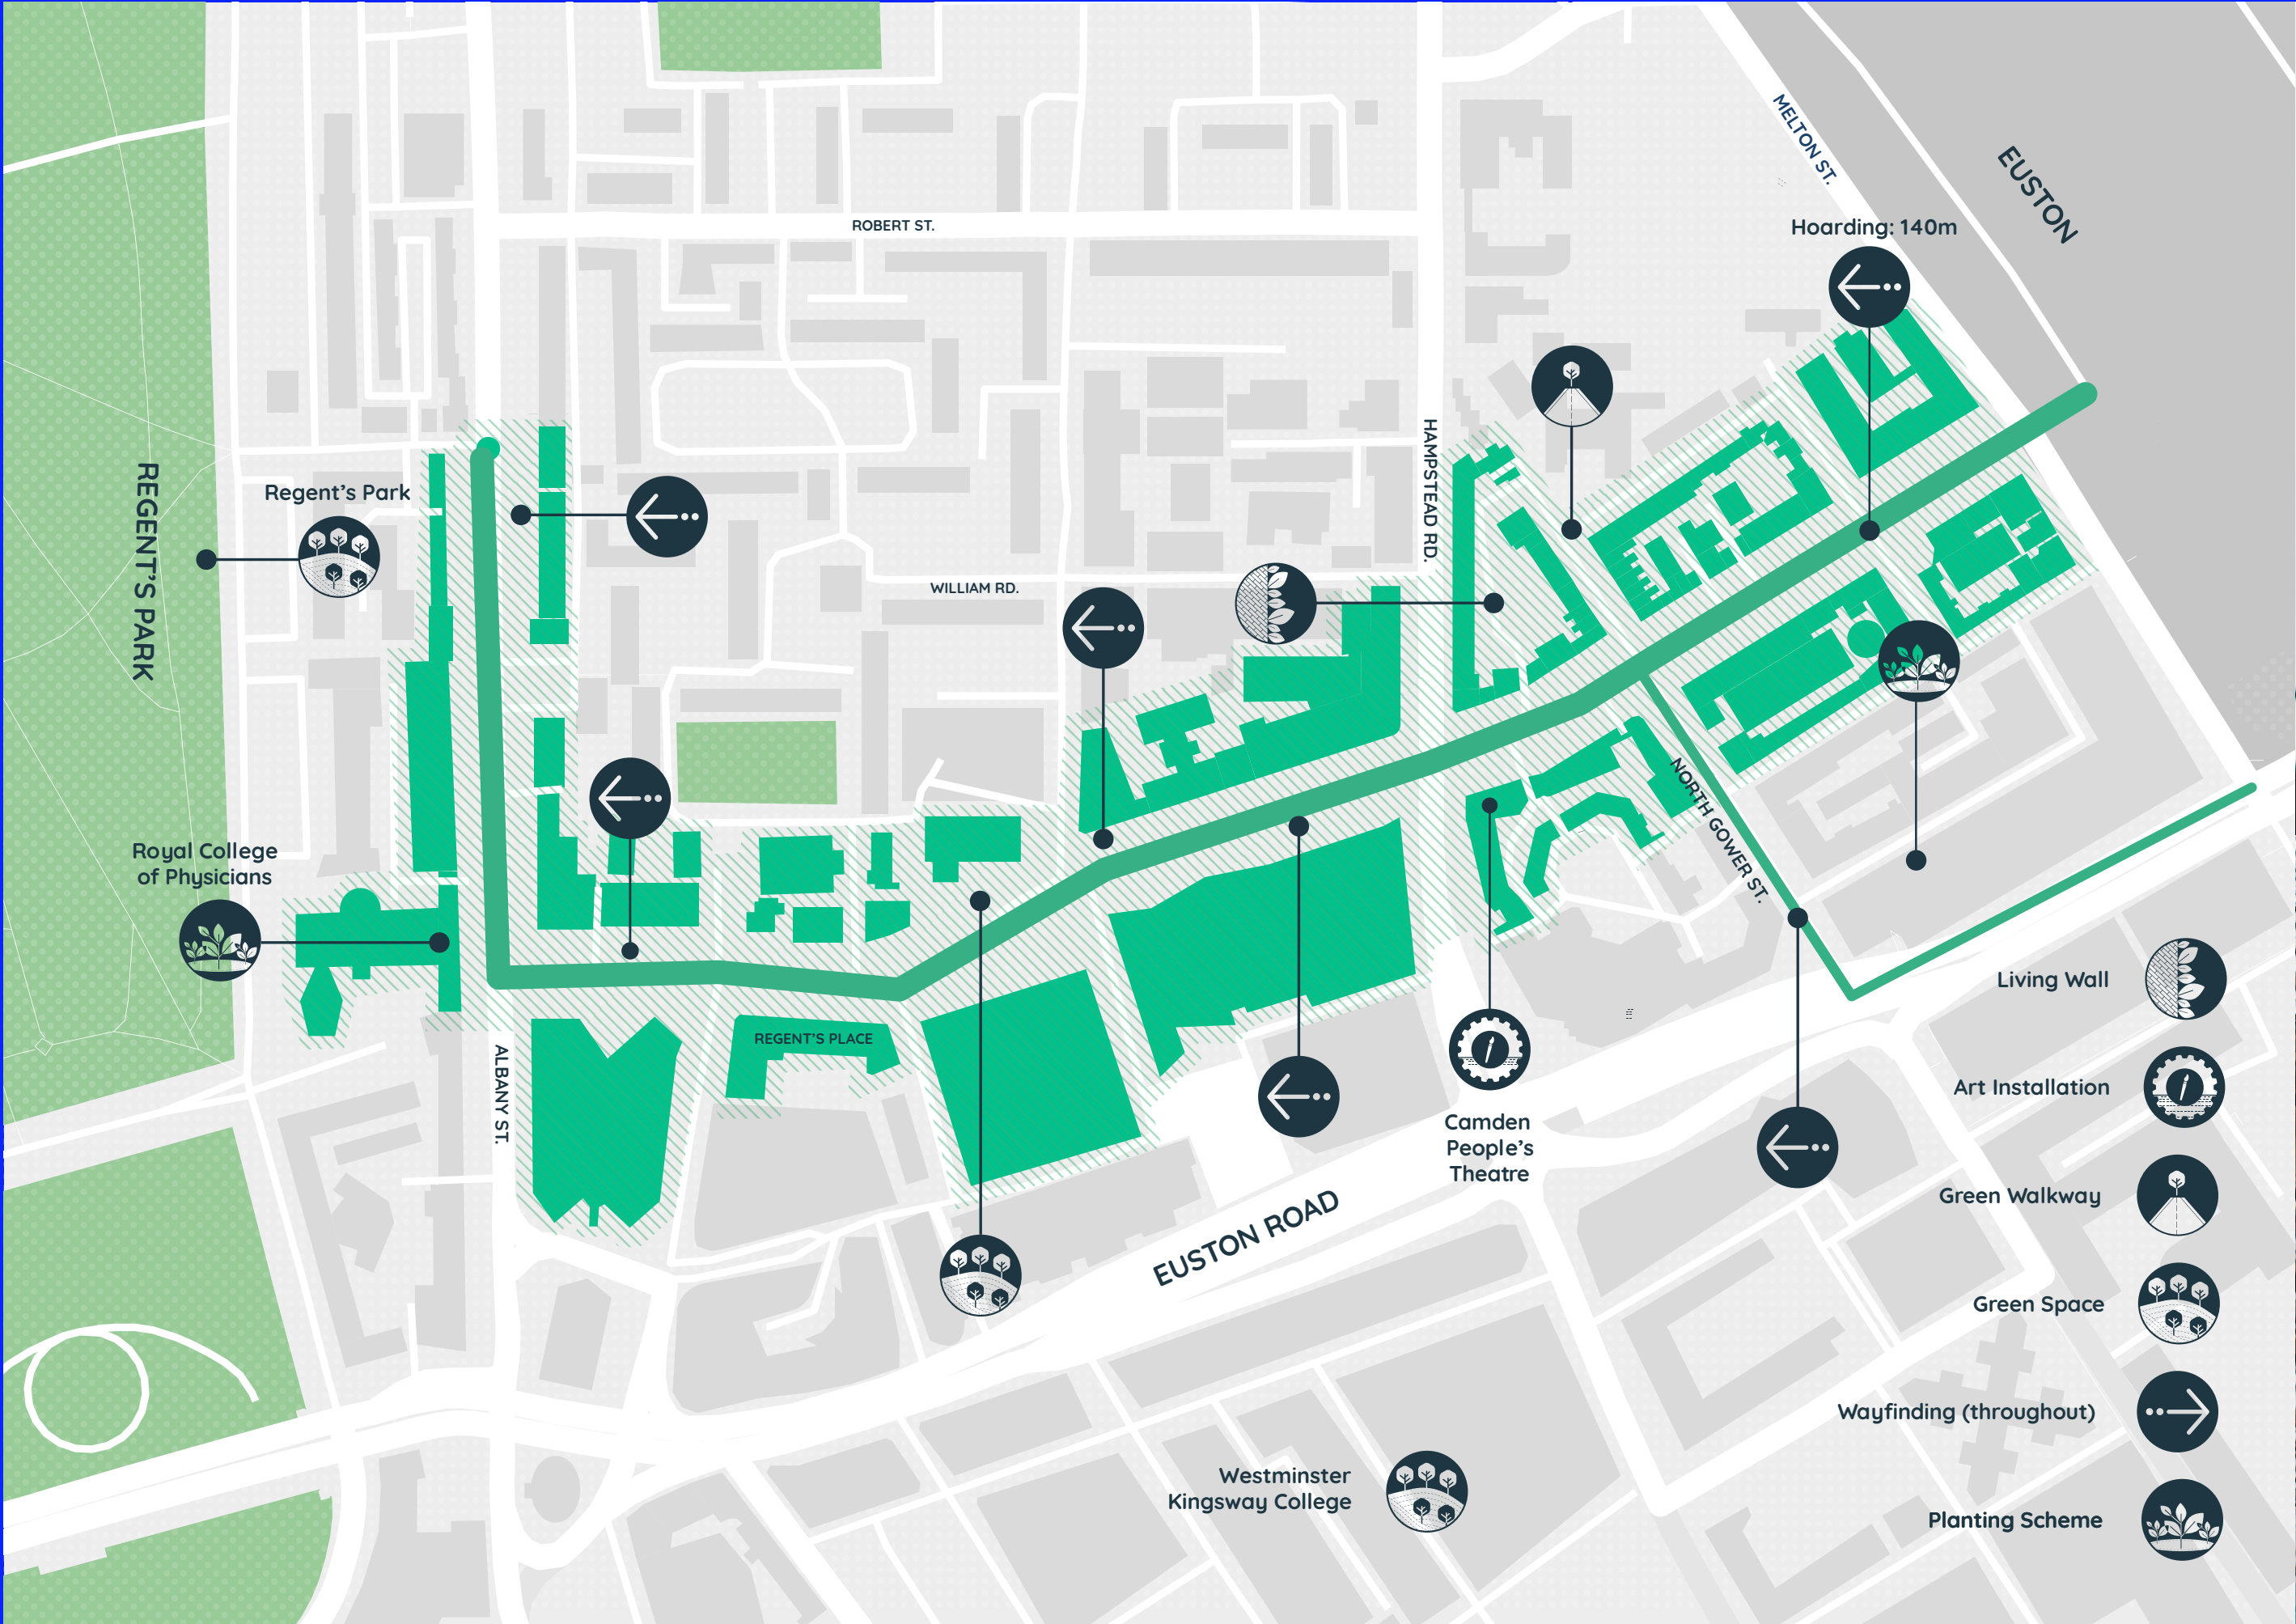 MELTON ST.
EUSTON
ROBERT ST.
Hoarding: 140m
HAMPSTEAD RD.
REGENT'S PARK
Regent's Park
WILLIAM RD.
NORTH GOWER ST.
Royal College
of Physicians
REGENT'S PLACE
ALBANY ST.
Camden
People's
Theatre
EUSTON ROAD
Westminster
Kingsway College
Living Wall
Art Installation
Green Walkway
Green Space
Wayfinding (throughout)
Planting Scheme